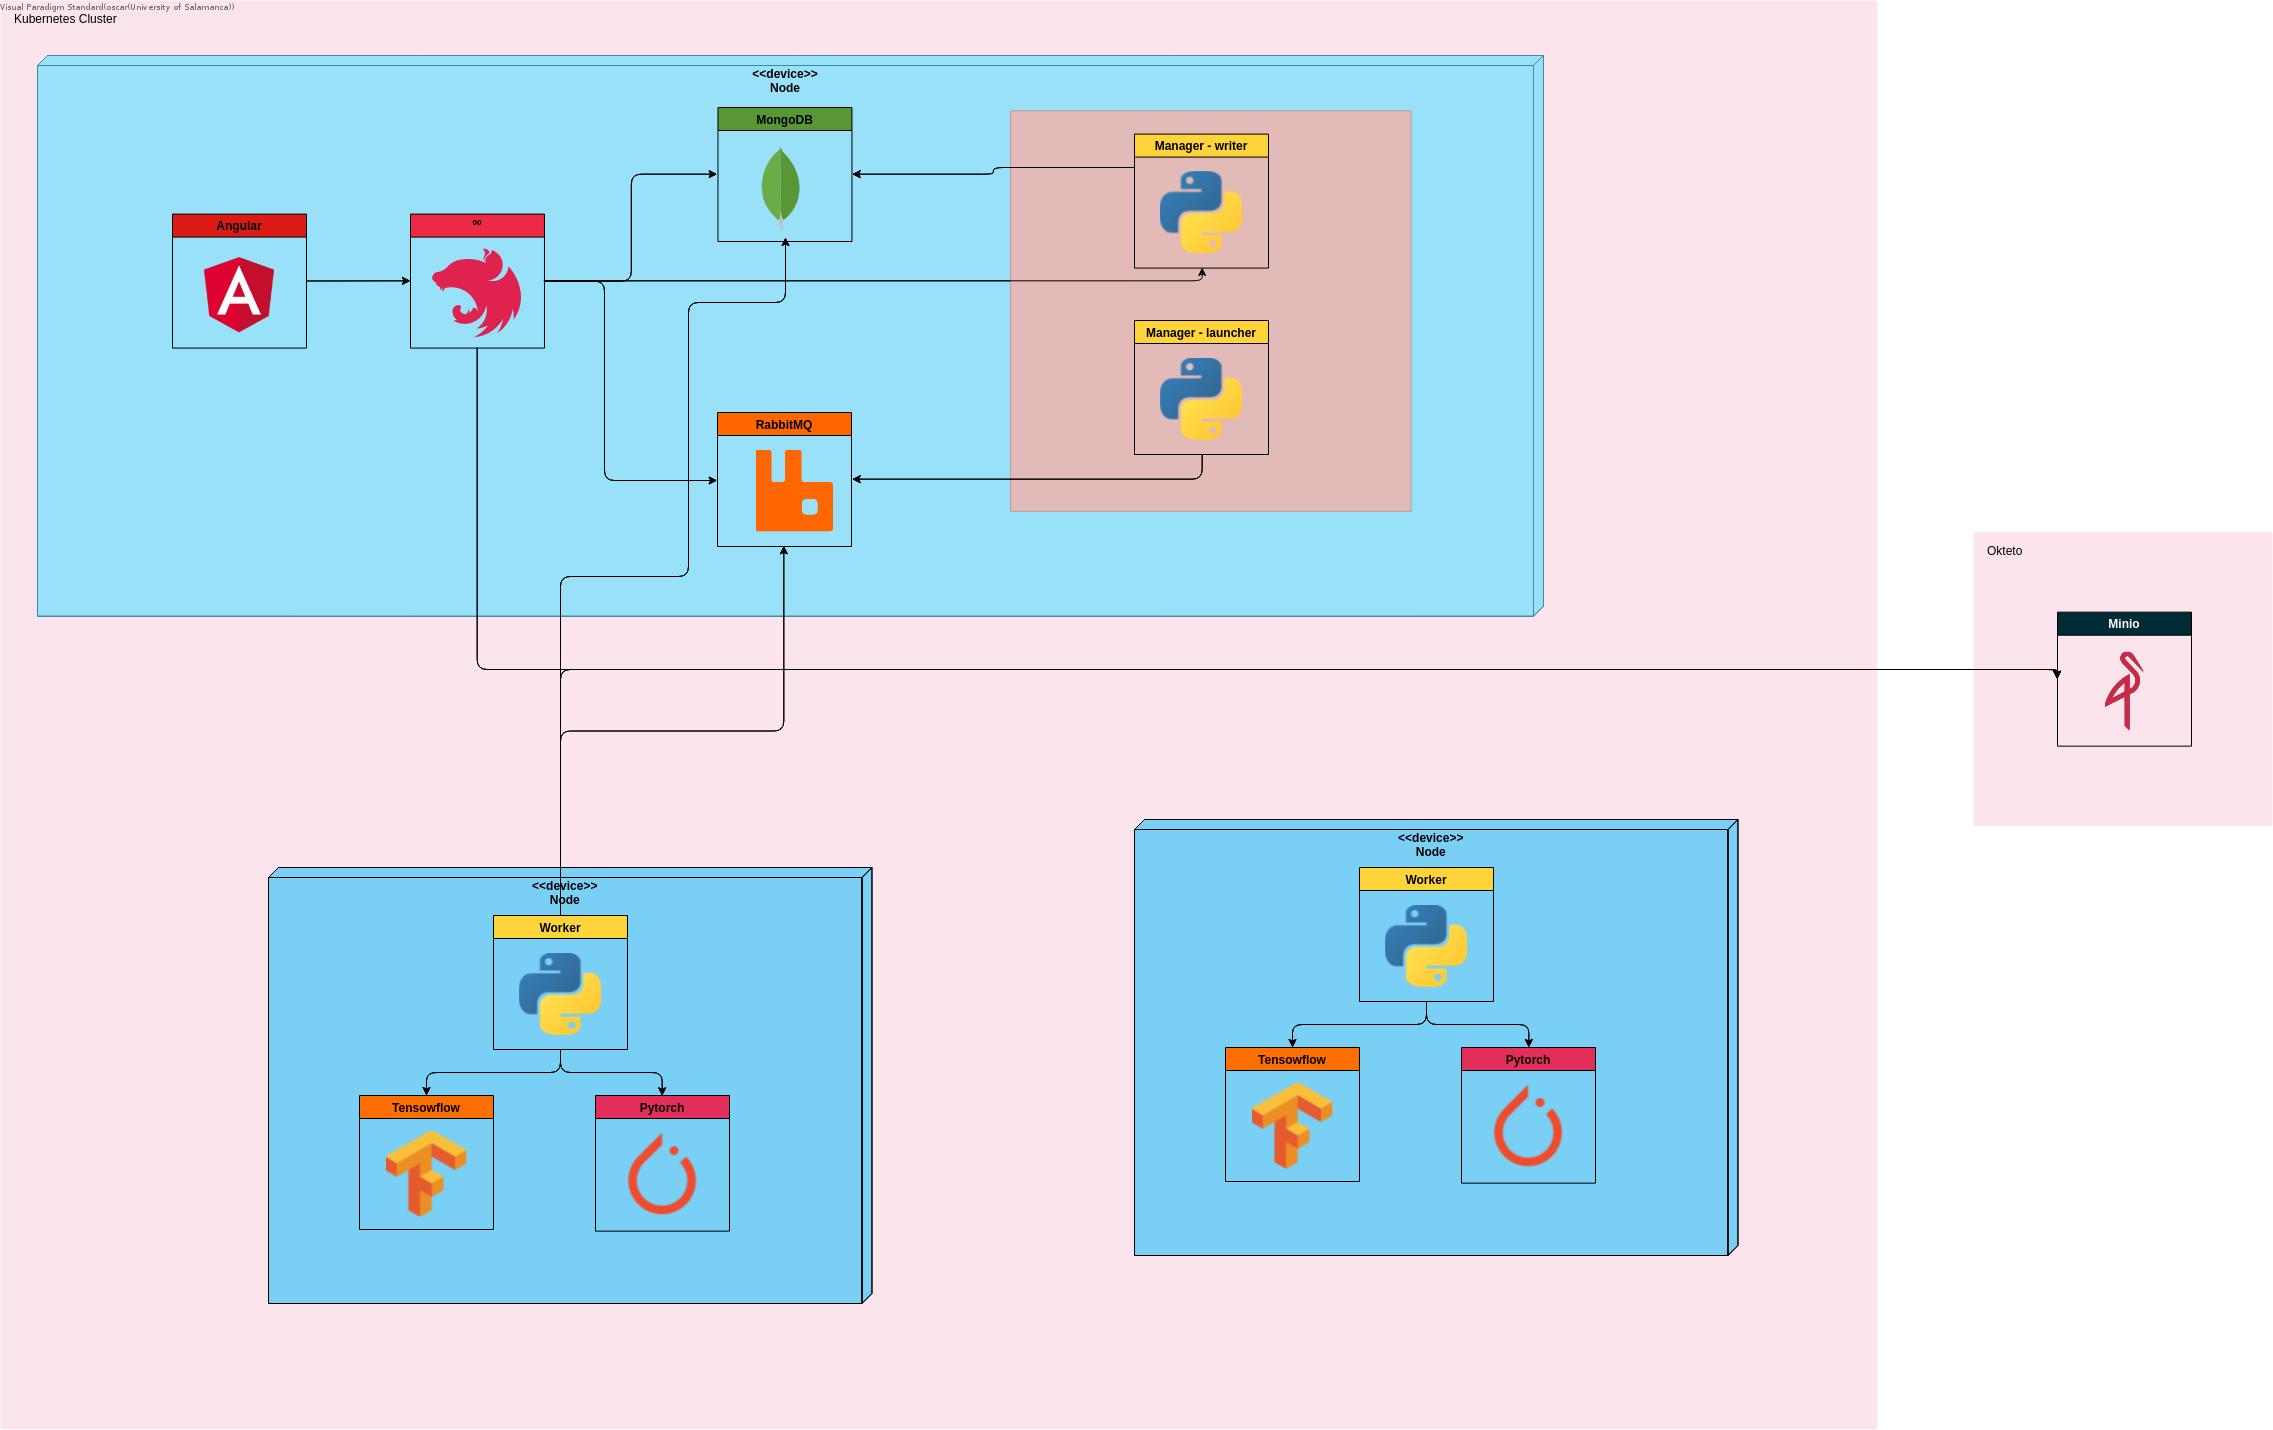 Visual Paradigm Standard(oscar(University of Salamanca))
Kubernetes Cluster
<<device>>
Node
MongoDB
Manager - writer
Angular
Manager - launcher
RabbitMQ
Okteto
Minio
<<device>>
Node
Worker
Tensowflow
Pytorch
<<device>>
Node
Worker
Tensowflow
Pytorch